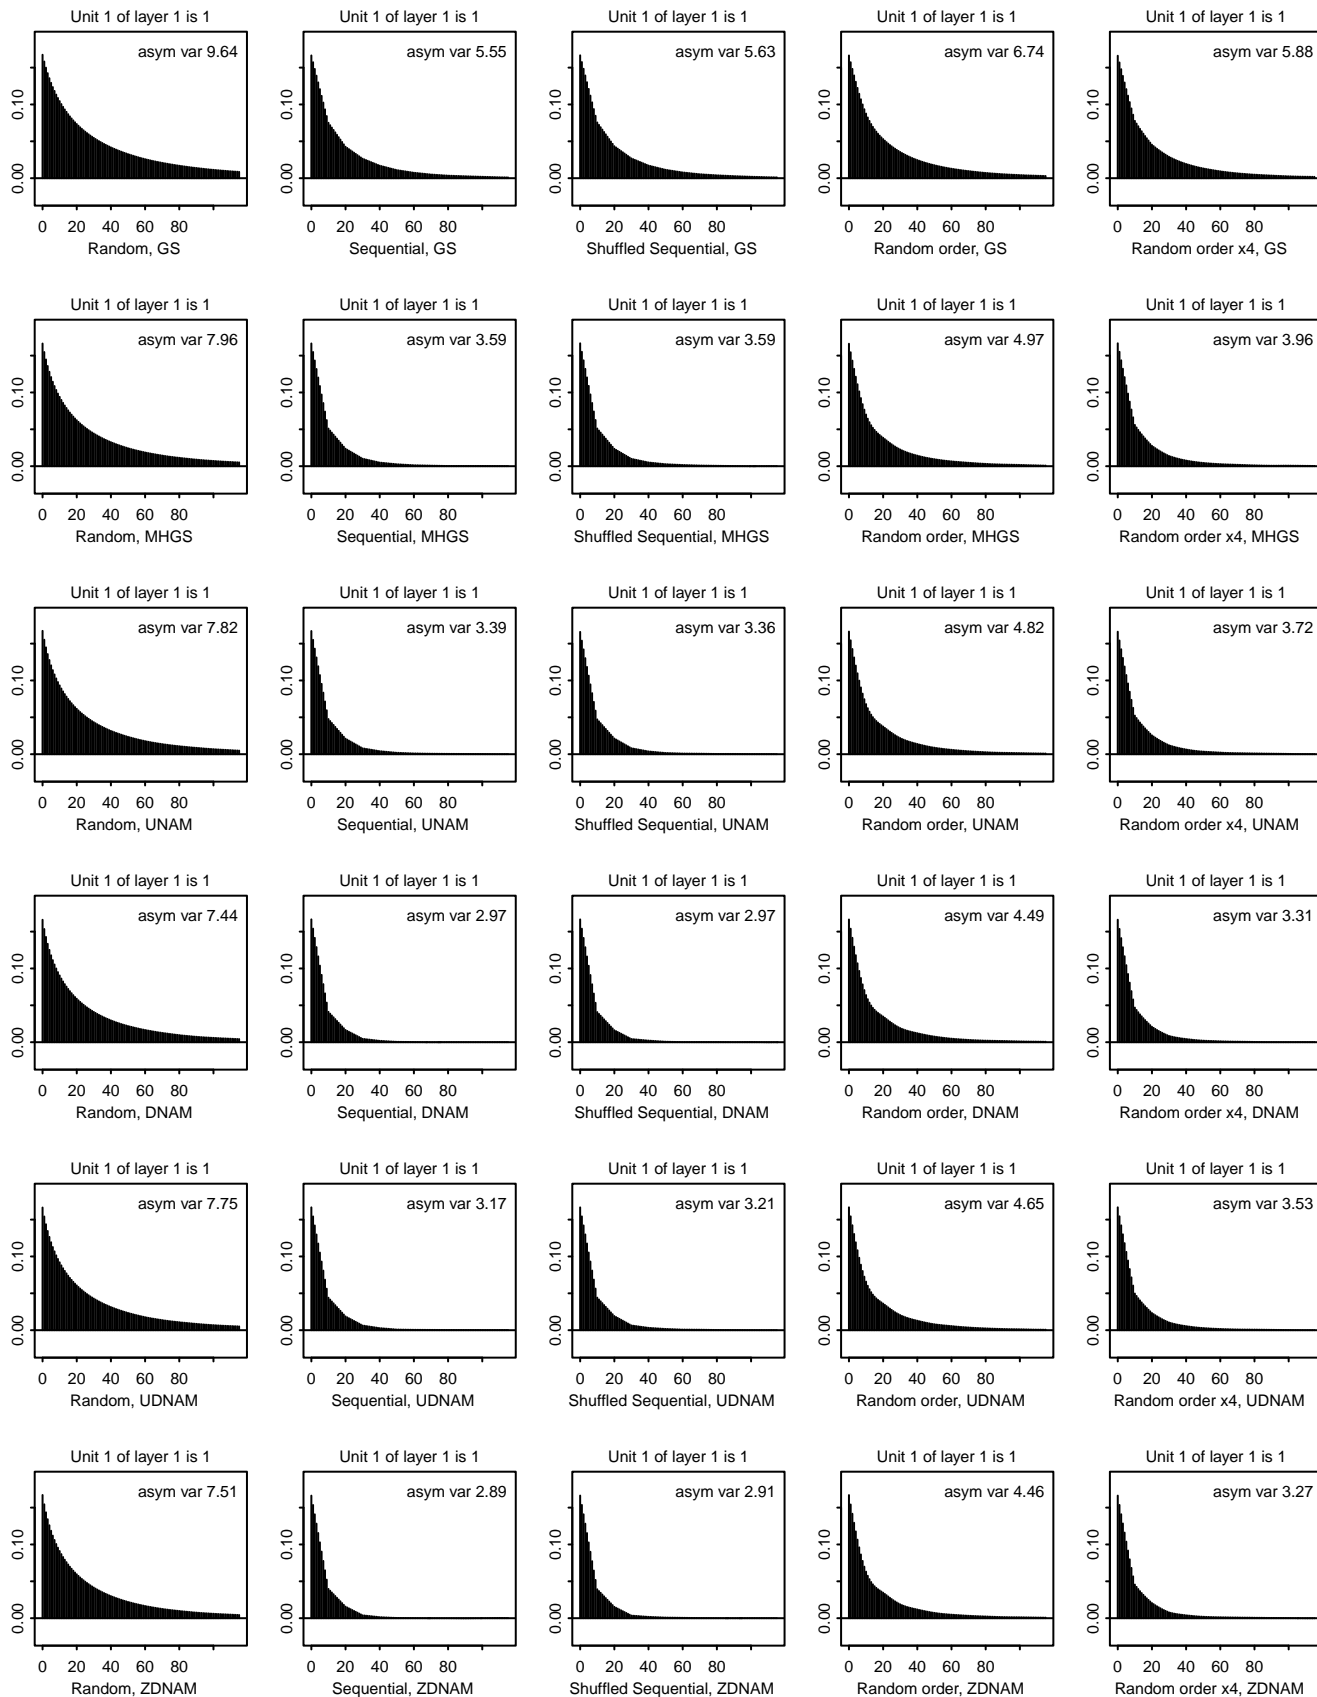 Unit 1 of layer 1 is 1 Unit 1 of layer 1 is 1 Unit 1 of layer 1 is 1 Unit 1 of layer 1 is 1 Unit 1 of layer 1 is 1
asym var 9.64 asym var 5.55 asym var 5.63 asym var 6.74 asym var 5.88
0.10 0.10 0.10 0.10 0.10
0.00 0.00 0.00 0.00 0.00
0 20 40 60 80 0 20 40 60 80 0 20 40 60 80 0 20 40 60 80 0 20 40 60 80
Random, GS Sequential, GS Shuffled Sequential, GS Random order, GS Random order x4, GS
Unit 1 of layer 1 is 1 Unit 1 of layer 1 is 1 Unit 1 of layer 1 is 1 Unit 1 of layer 1 is 1 Unit 1 of layer 1 is 1
asym var 7.96 asym var 3.59 asym var 3.59 asym var 4.97 asym var 3.96
0.10 0.10 0.10 0.10 0.10
0.00 0.00 0.00 0.00 0.00
0 20 40 60 80 0 20 40 60 80 0 20 40 60 80 0 20 40 60 80 0 20 40 60 80
Random, MHGS Sequential, MHGS Shuffled Sequential, MHGS Random order, MHGS Random order x4, MHGS
Unit 1 of layer 1 is 1 Unit 1 of layer 1 is 1 Unit 1 of layer 1 is 1 Unit 1 of layer 1 is 1 Unit 1 of layer 1 is 1
asym var 7.82 asym var 3.39 asym var 3.36 asym var 4.82 asym var 3.72
0.10 0.10 0.10 0.10 0.10
0.00 0.00 0.00 0.00 0.00
0 20 40 60 80 0 20 40 60 80 0 20 40 60 80 0 20 40 60 80 0 20 40 60 80
Random, UNAM Sequential, UNAM Shuffled Sequential, UNAM Random order, UNAM Random order x4, UNAM
Unit 1 of layer 1 is 1 Unit 1 of layer 1 is 1 Unit 1 of layer 1 is 1 Unit 1 of layer 1 is 1 Unit 1 of layer 1 is 1
asym var 7.44 asym var 2.97 asym var 2.97 asym var 4.49 asym var 3.31
0.10 0.10 0.10 0.10 0.10
0.00 0.00 0.00 0.00 0.00
0 20 40 60 80 0 20 40 60 80 0 20 40 60 80 0 20 40 60 80 0 20 40 60 80
Random, DNAM Sequential, DNAM Shuffled Sequential, DNAM Random order, DNAM Random order x4, DNAM
Unit 1 of layer 1 is 1 Unit 1 of layer 1 is 1 Unit 1 of layer 1 is 1 Unit 1 of layer 1 is 1 Unit 1 of layer 1 is 1
asym var 7.75 asym var 3.17 asym var 3.21 asym var 4.65 asym var 3.53
0.10 0.10 0.10 0.10 0.10
0.00 0.00 0.00 0.00 0.00
0 20 40 60 80 0 20 40 60 80 0 20 40 60 80 0 20 40 60 80 0 20 40 60 80
Random, UDNAM Sequential, UDNAM Shuffled Sequential, UDNAM Random order, UDNAM Random order x4, UDNAM
Unit 1 of layer 1 is 1 Unit 1 of layer 1 is 1 Unit 1 of layer 1 is 1 Unit 1 of layer 1 is 1 Unit 1 of layer 1 is 1
asym var 7.51 asym var 2.89 asym var 2.91 asym var 4.46 asym var 3.27
0.10 0.10 0.10 0.10 0.10
0.00 0.00 0.00 0.00 0.00
0 20 40 60 80 0 20 40 60 80 0 20 40 60 80 0 20 40 60 80 0 20 40 60 80
Random, ZDNAM Sequential, ZDNAM Shuffled Sequential, ZDNAM Random order, ZDNAM Random order x4, ZDNAM